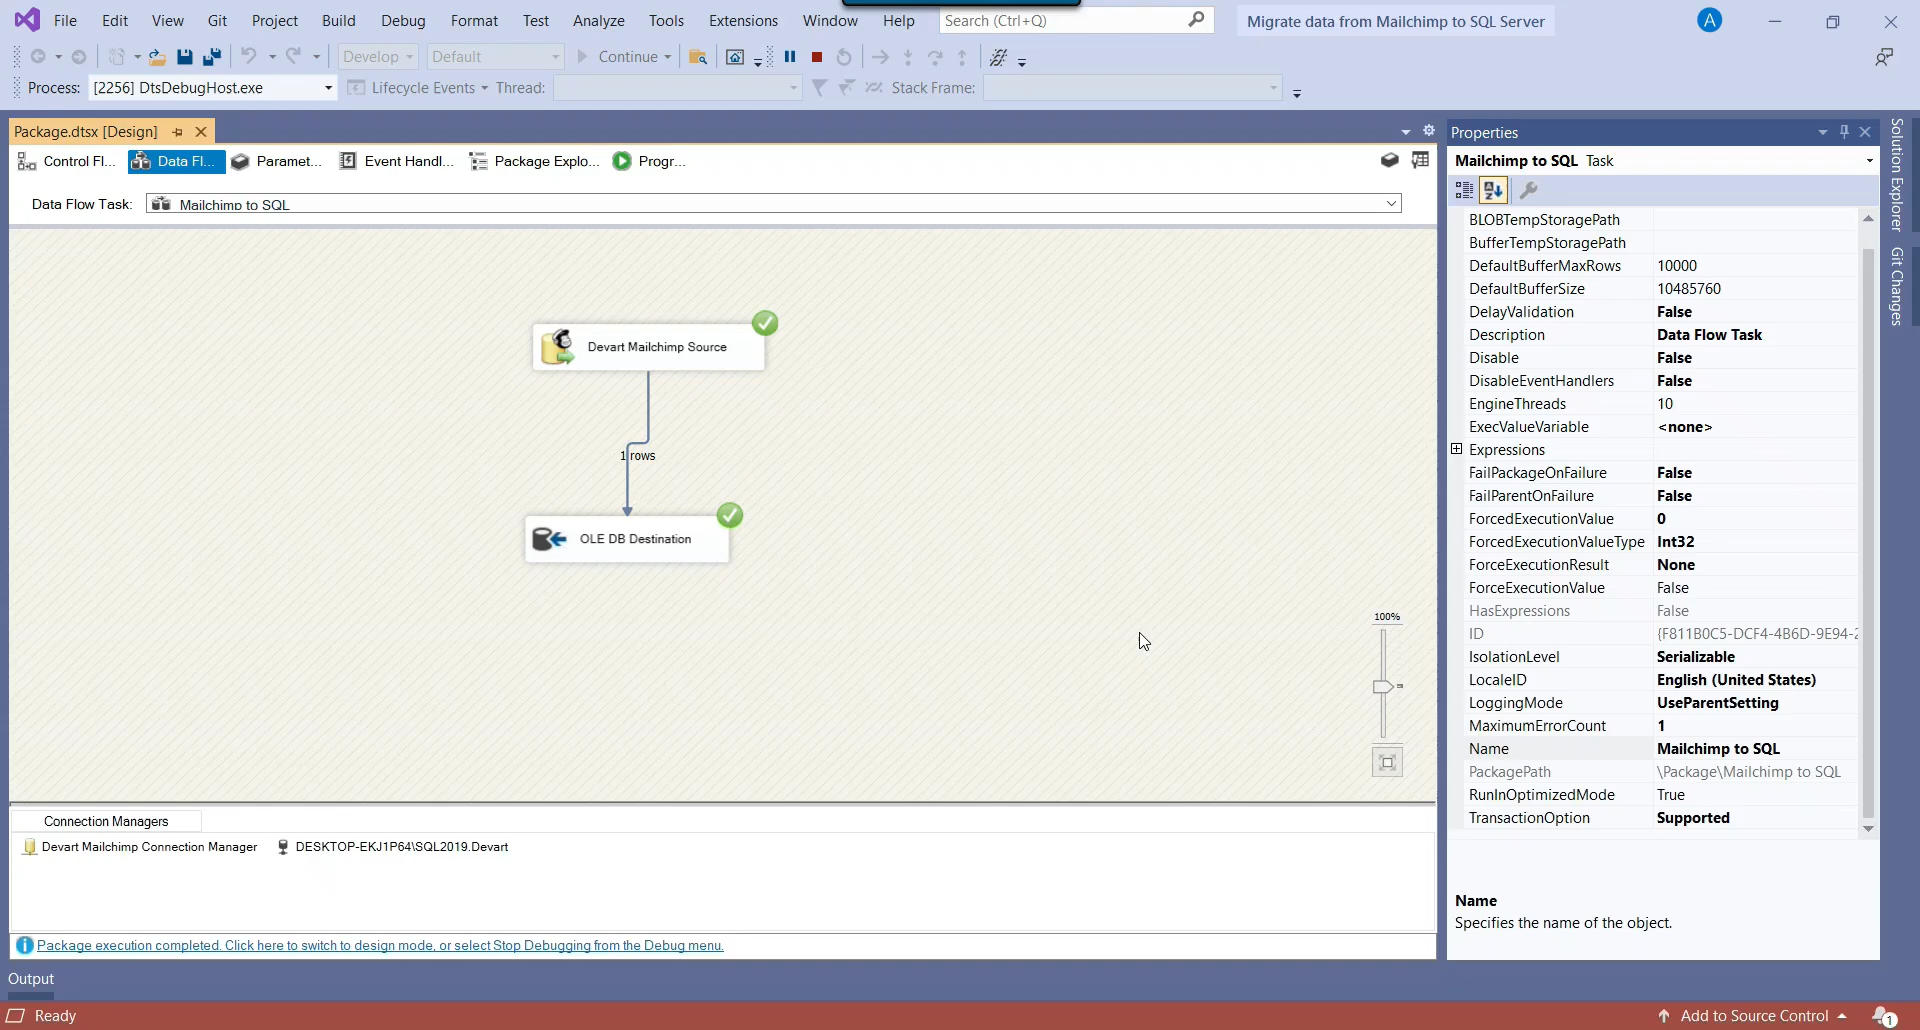 File Edit View Git Project Build Debug Format Test Analyze Tools Extensions Window Help Search (Ctrl+Q) Migrate data from Mailchimp to SQL Server A
Develop Default Continue
Process: [2256] DtsDebugHost.exe Lifecycle Events Thread: Stack Frame:
Package.dtsx [Design]
Control Fl... Data Fl... Paramet... Event Handl... Package Explo... Progr...
Data Flow Task: Mailchimp to SQL
Devart Mailchimp Source
1 rows
OLE DB Destination
100%
Connection Managers
Devart Mailchimp Connection Manager DESKTOP-EKJ1P64\SQL2019.Devart
Package execution completed. Click here to switch to design mode, or select Stop Debugging from the Debug menu.
Output
Ready
Properties
Mailchimp to SQL Task
BLOBTempStoragePath
BufferTempStoragePath
DefaultBufferMaxRows 10000
DefaultBufferSize 10485760
DelayValidation False
Description Data Flow Task
Disable False
DisableEventHandlers False
EngineThreads 10
ExecValueVariable <none>
Expressions
FailPackageOnFailure False
FailParentOnFailure False
ForcedExecutionValue 0
ForcedExecutionValueType Int32
ForceExecutionResult None
ForceExecutionValue False
HasExpressions False
ID {F811B0C5-DCF4-4B6D-9E94-2
IsolationLevel Serializable
LocaleID English (United States)
LoggingMode UseParentSetting
MaximumErrorCount 1
Name Mailchimp to SQL
PackagePath \Package\Mailchimp to SQL
RunInOptimizedMode True
TransactionOption Supported
Name
Specifies the name of the object.
Solution Explorer
Git Changes
Add to Source Control 1